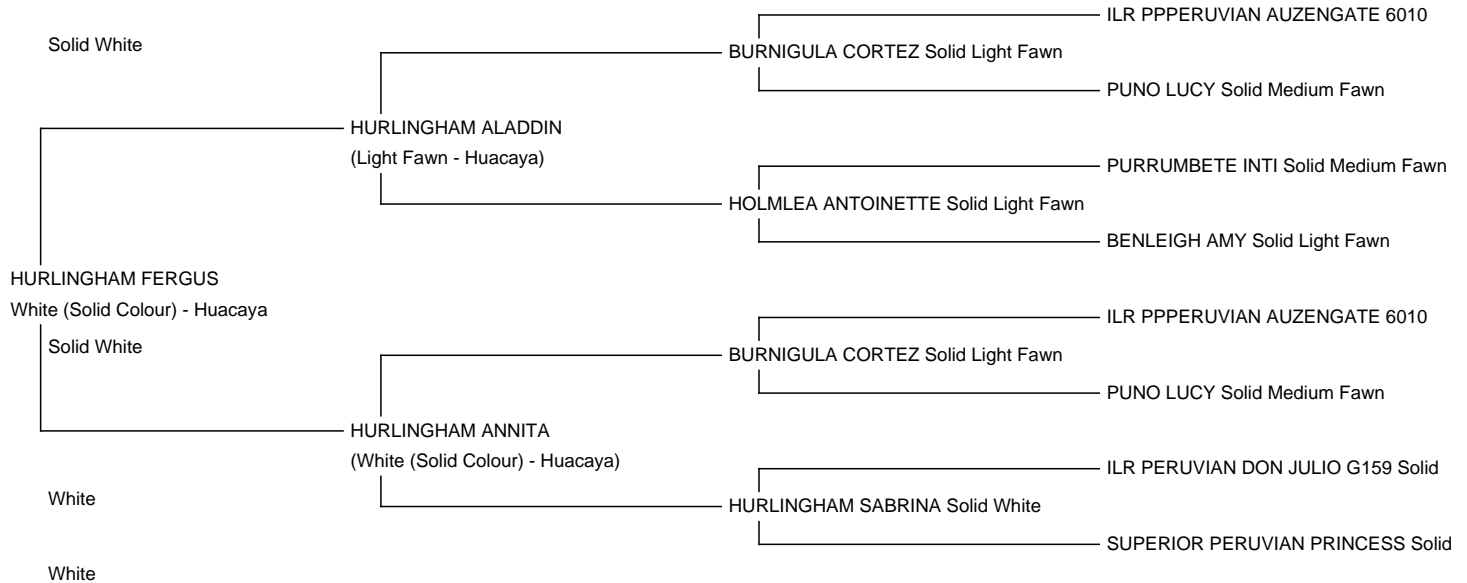 ILR PPPERUVIAN AUZENGATE 6010
Solid White
BURNIGULA CORTEZ Solid Light Fawn
PUNO LUCY Solid Medium Fawn
HURLINGHAM ALADDIN
(Light Fawn - Huacaya)
PURRUMBETE INTI Solid Medium Fawn
HOLMLEA ANTOINETTE Solid Light Fawn
BENLEIGH AMY Solid Light Fawn
HURLINGHAM FERGUS
White (Solid Colour) - Huacaya
ILR PPPERUVIAN AUZENGATE 6010
Solid White
BURNIGULA CORTEZ Solid Light Fawn
PUNO LUCY Solid Medium Fawn
HURLINGHAM ANNITA
(White (Solid Colour) - Huacaya)
ILR PERUVIAN DON JULIO G159 Solid
White
HURLINGHAM SABRINA Solid White
SUPERIOR PERUVIAN PRINCESS Solid
White